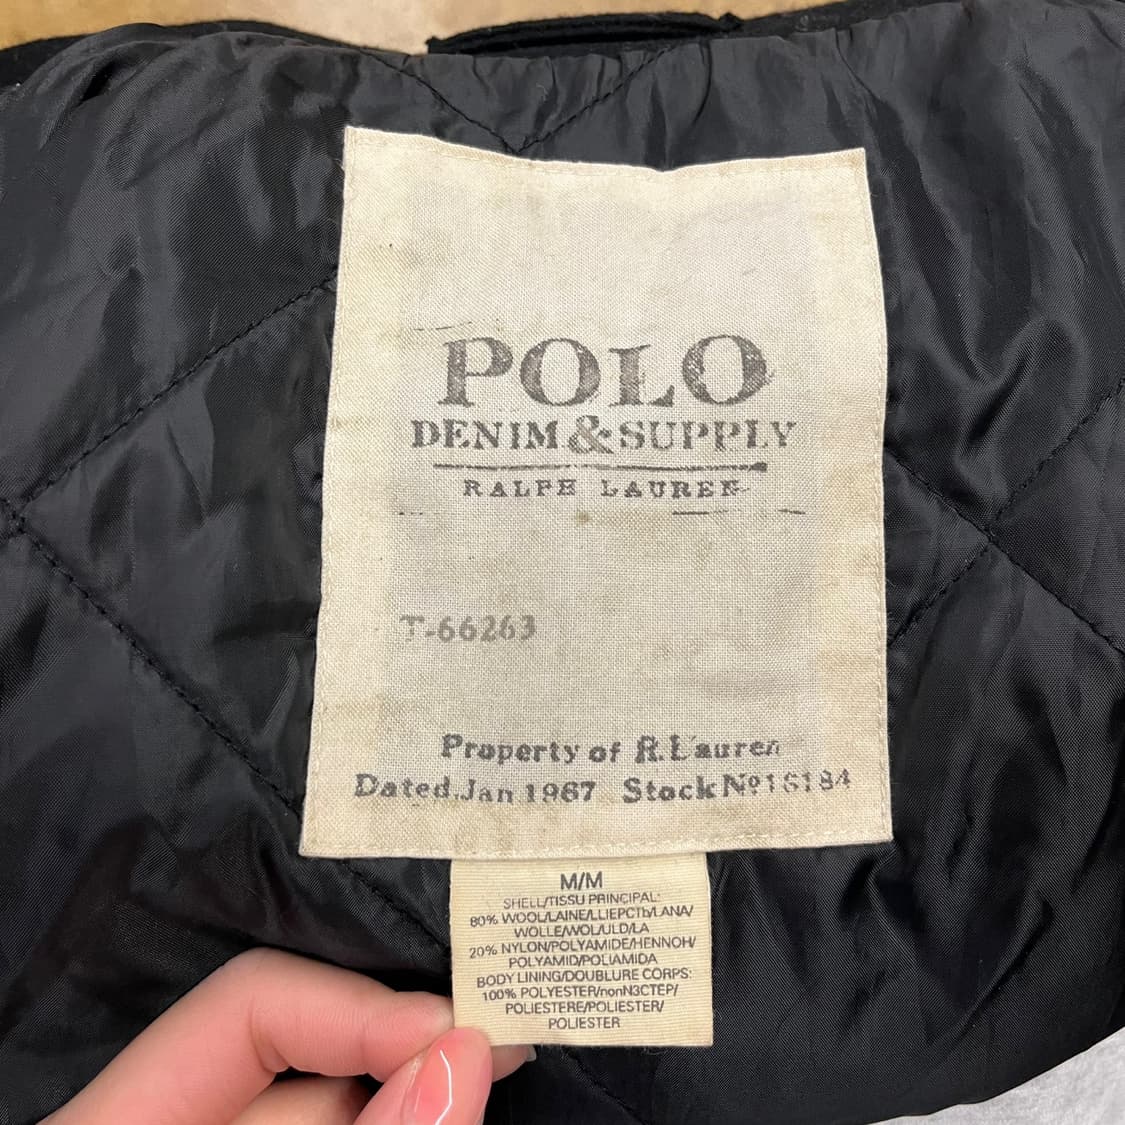 POLO
DENIM & SUPPLY
RALPH LAUREN
T-66263
Property of R. Lauren
Dated.Jan 1967 Stock Nº 16184
M/M
SHELL/TISSU PRINCIPAL:
80% WOOL/LAINE/LLIEPCTb/LANA/
WOLLE/WOL/ULD/LA
20% NYLON/POLYAMIDE/HENNOH/
POLYAMID/POLIAMIDA
BODY LINING/DOUBLURE CORPS:
100% POLYESTER/nonN3CTEP/
POLIESTERE/POLIESTER/
POLIESTER